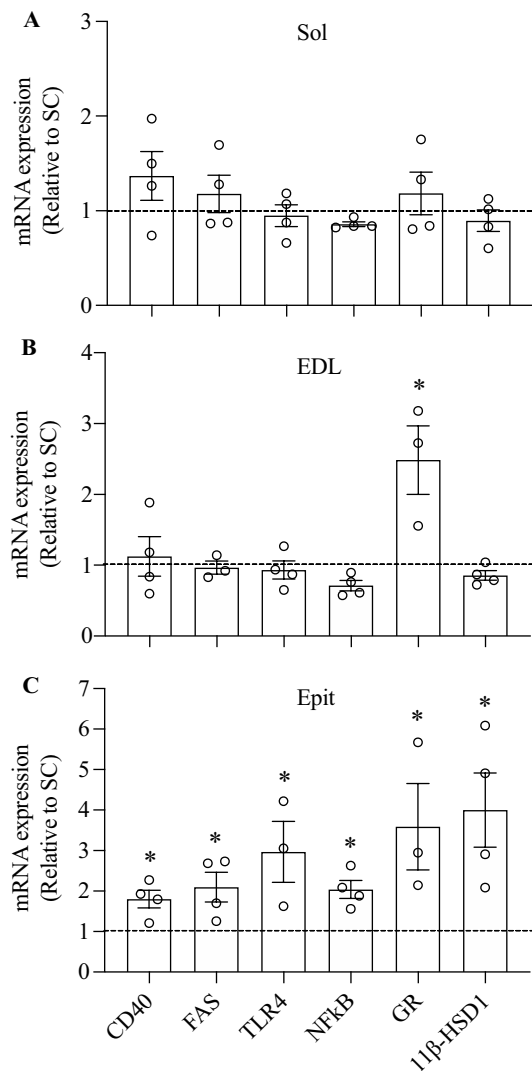 A
Sol
mRNA expression
(Relative to SC)
3
2
1
0
B
EDL
*
mRNA expression
(Relative to SC)
4
3
2
1
0
C
Epit
* * * * * *
mRNA expression
(Relative to SC)
7
6
5
4
3
2
1
0
CD40 FAS TLR4 NFkB GR 11β-HSD1